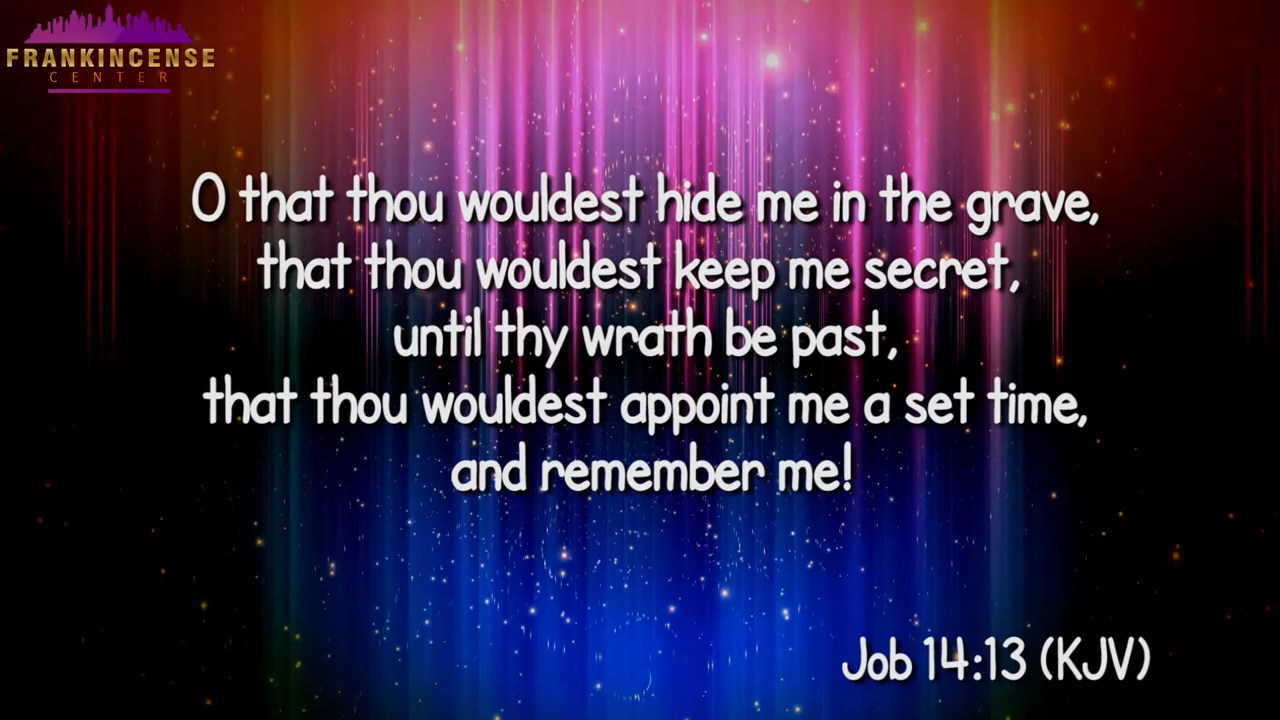 FRANKINCENSE
CENTER
O that thou wouldest hide me in the grave,
that thou wouldest keep me secret,
until thy wrath be past,
that thou wouldest appoint me a set time,
and remember me!
Job 14:13 (KJV)